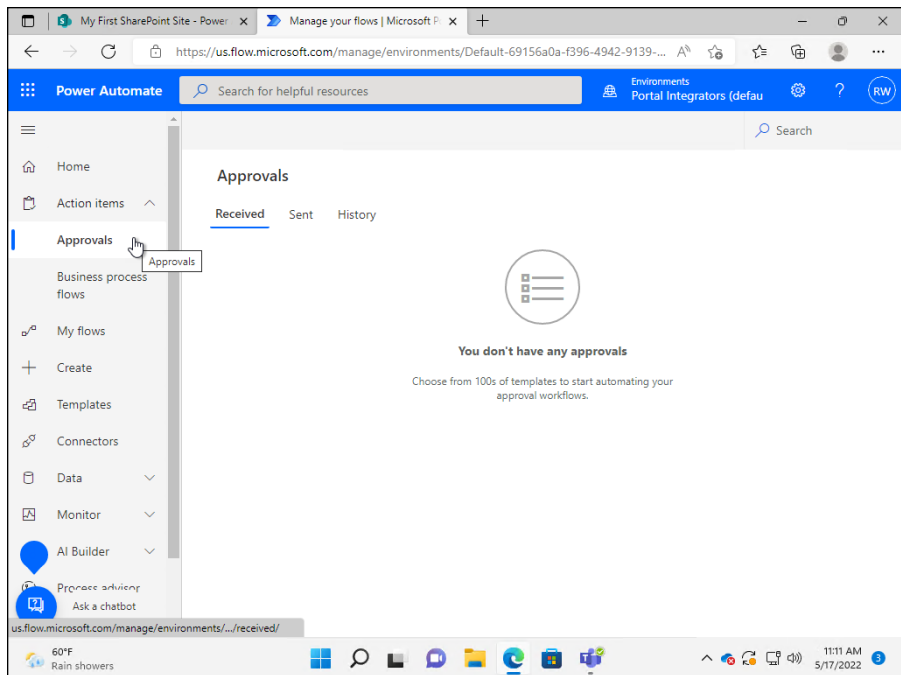 My First SharePoint Site - Power
Manage your flows | Microsoft P
https://us.flow.microsoft.com/manage/environments/Default-69156a0a-f396-4942-9139-...
Power Automate
Search for helpful resources
Environments
Portal Integrators (defau
RW
Search
Home
Action items
Approvals
Business process
flows
My flows
Create
Templates
Connectors
Data
Monitor
AI Builder
Process advisor
Ask a chatbot
Approvals
Received Sent History
Approvals
You don't have any approvals
Choose from 100s of templates to start automating your
approval workflows.
us.flow.microsoft.com/manage/environments/.../received/
60°F
Rain showers
11:11 AM
5/17/2022
3